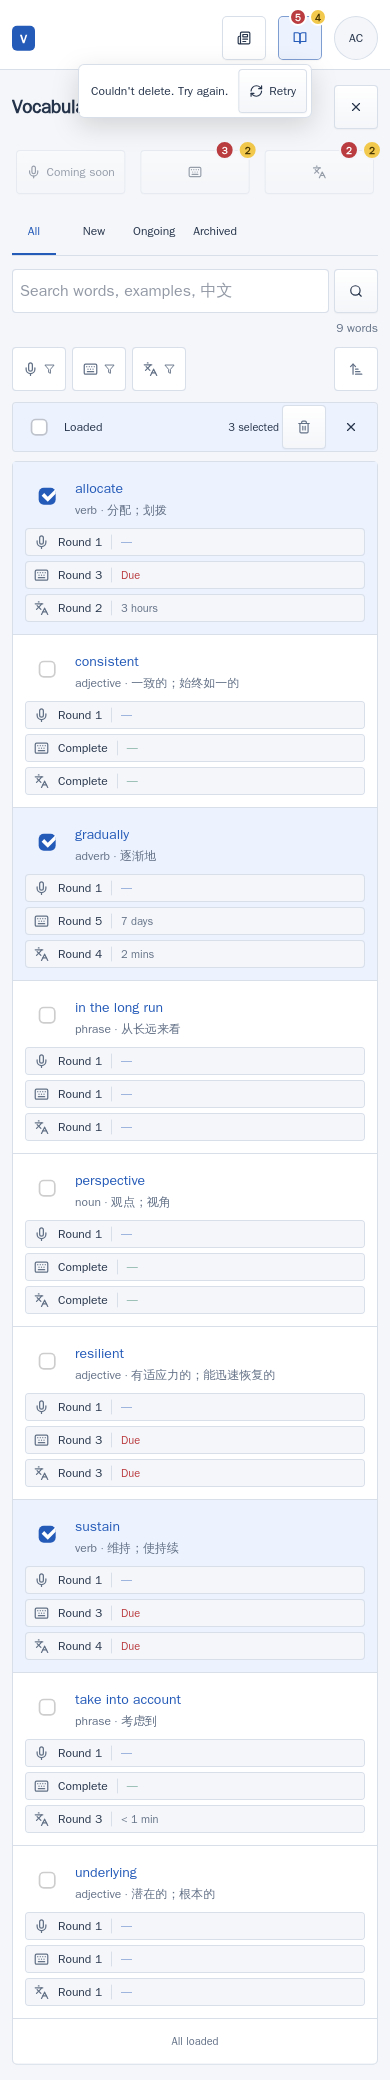 V
5
4
AC
Couldn't delete. Try again.
Retry
Coming soon
3
2
2
2
All
New
Ongoing
Archived
Search words, examples, 中文
9 words
Loaded
3 selected
allocate
verb · 分配；划拨
Round 1 —
Round 3 Due
Round 2 3 hours
consistent
adjective · 一致的；始终如一的
Round 1 —
Complete —
Complete —
gradually
adverb · 逐渐地
Round 1 —
Round 5 7 days
Round 4 2 mins
in the long run
phrase · 从长远来看
Round 1 —
Round 1 —
Round 1 —
perspective
noun · 观点；视角
Round 1 —
Complete —
Complete —
resilient
adjective · 有适应力的；能迅速恢复的
Round 1 —
Round 3 Due
Round 3 Due
sustain
verb · 维持；使持续
Round 1 —
Round 3 Due
Round 4 Due
take into account
phrase · 考虑到
Round 1 —
Complete —
Round 3 < 1 min
underlying
adjective · 潜在的；根本的
Round 1 —
Round 1 —
Round 1 —
All loaded